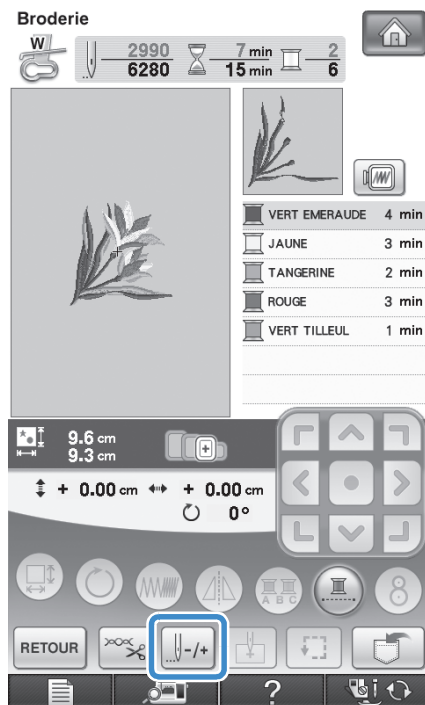 Broderie
W
2990 7 min 2
6280 15 min 6
VERT EMERAUDE 4 min
JAUNE 3 min
TANGERINE 2 min
ROUGE 3 min
VERT TILLEUL 1 min
9.6 cm
9.3 cm
+ 0.00 cm + 0.00 cm
0°
A B C
8
RETOUR -/+
? i